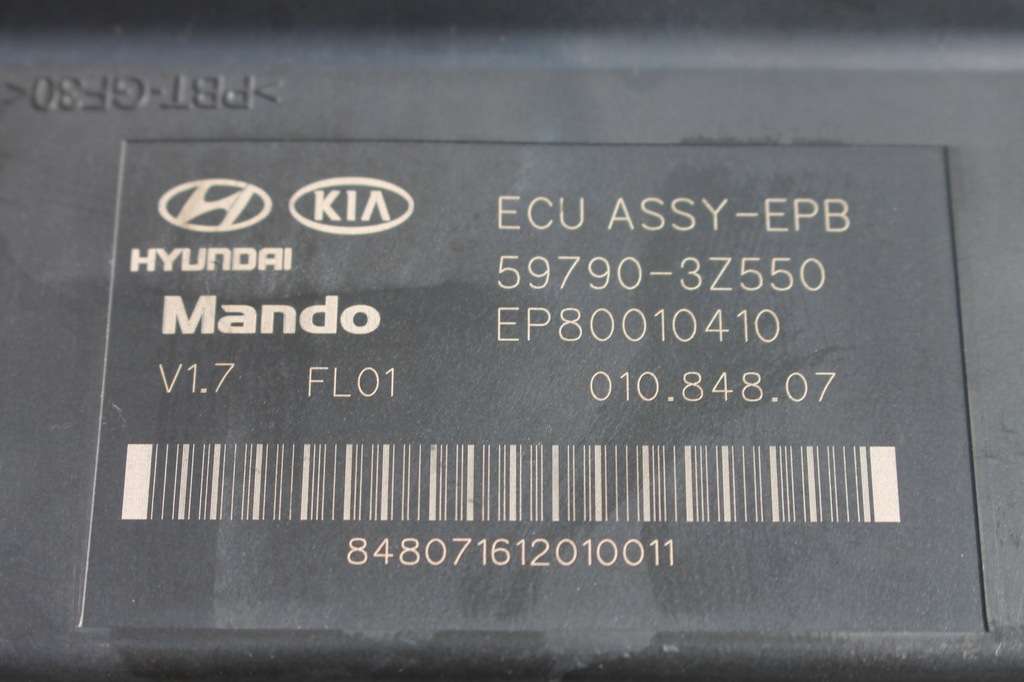 >PBT-GF30<
HYUNDAI
KIA
Mando
V1.7 FL01
ECU ASSY-EPB
59790-3Z550
EP80010410
010.848.07
848071612010011